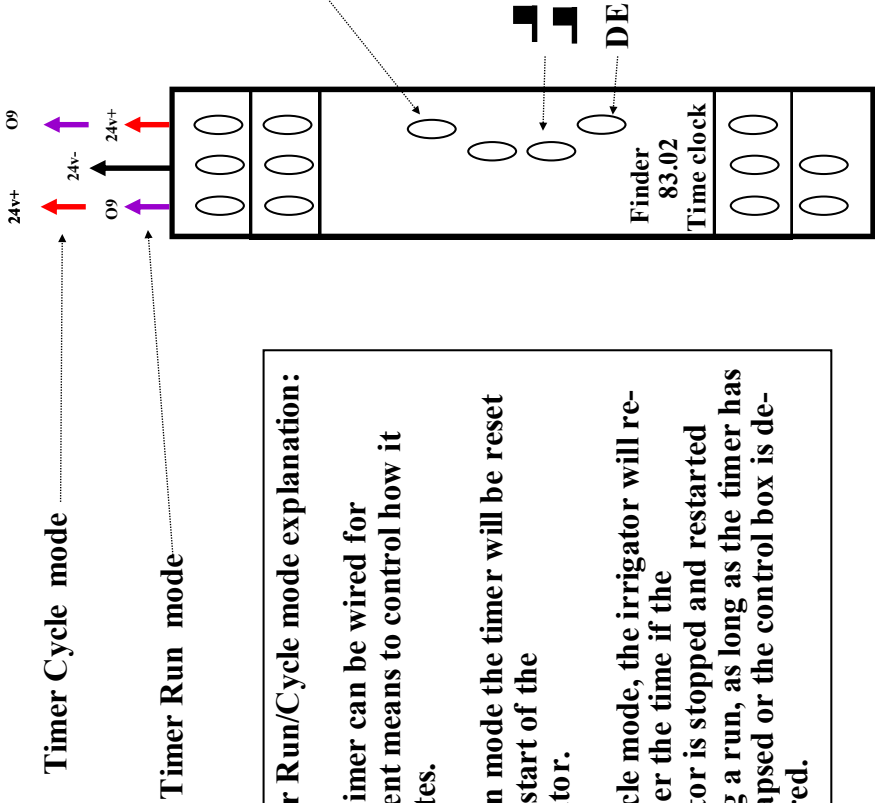 Timer Cycle mode
Timer Run mode
r Run/Cycle mode explanation:
imer can be wired for
ent means to control how it
tes.
n mode the timer will be reset
start of the
tor.
cle mode, the irrigator will re-
er the time if the
tor is stopped and restarted
g a run, as long as the timer has
psed or the control box is de-
red.
24v+
O9
24v-
O9
24v+
Finder
83.02
Time clock
DE